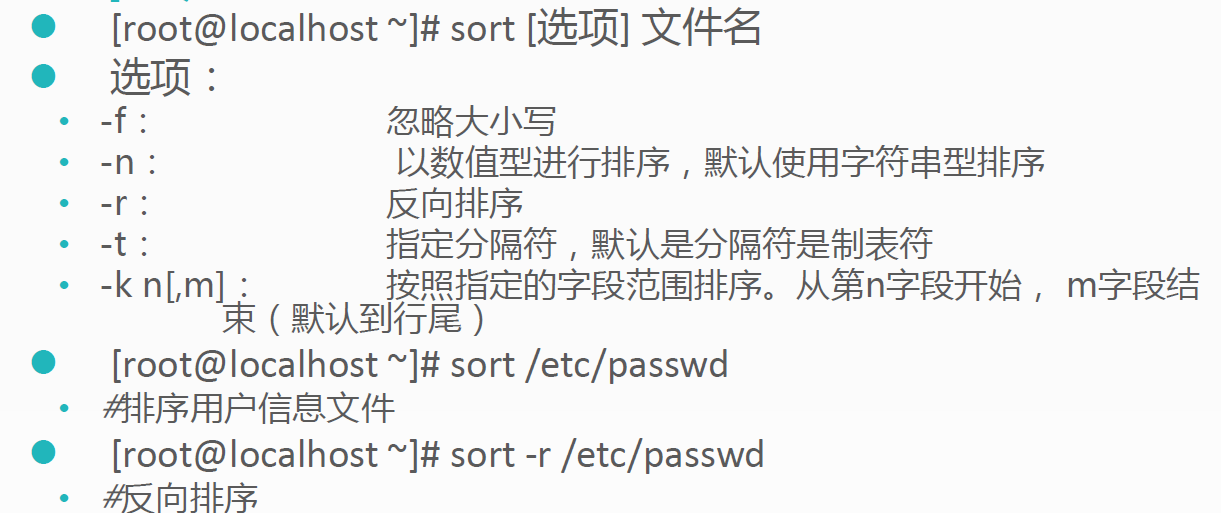 [root@localhost ~]# sort [选项] 文件名
选项：
-f： 忽略大小写
-n： 以数值型进行排序，默认使用字符串型排序
-r： 反向排序
-t： 指定分隔符，默认是分隔符是制表符
-k n[,m]： 按照指定的字段范围排序。从第n字段开始， m字段结
束（默认到行尾）
[root@localhost ~]# sort /etc/passwd
#排序用户信息文件
[root@localhost ~]# sort -r /etc/passwd
#反向排序